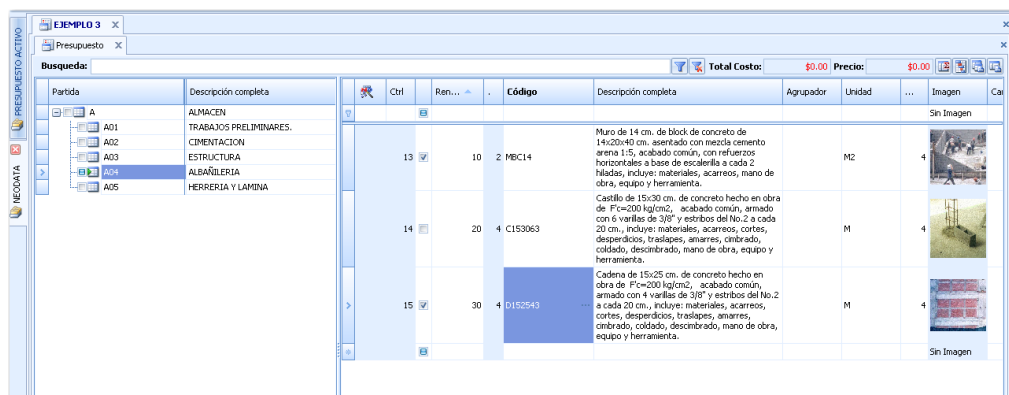 EJEMPLO 3 X
Presupuesto X
PRESUPUESTO ACTIVO
NEODATA
Busqueda: Total Costo: $0.00 Precio: $0.00
Partida Descripción completa
A ALMACEN
A01 TRABAJOS PRELIMINARES.
A02 CIMENTACION
A03 ESTRUCTURA
A04 ALBAÑILERIA
A05 HERRERIA Y LAMINA
Ctrl Ren... . Código Descripción completa Agrupador Unidad ... Imagen Car
Sin Imagen
Muro de 14 cm. de block de concreto de
14x20x40 cm. asentado con mezcla cemento
arena 1:5, acabado común, con refuerzos
13 10 2 MBC14 horizontales a base de escalerilla a cada 2 M2 4
hiladas, incluye: materiales, acarreos, mano de
obra, equipo y herramienta.
Castillo de 15x30 cm. de concreto hecho en obra
de F'c=200 kg/cm2, acabado común, armado
con 6 varillas de 3/8" y estribos del No.2 a cada
14 20 4 C153063 20 cm., incluye: materiales, acarreos, cortes, M 4
desperdicios, traslapes, amarres, cimbrado,
coldado, descimbrado, mano de obra, equipo y
herramienta.
Cadena de 15x25 cm. de concreto hecho en
obra de F'c=200 kg/cm2, acabado común,
armado con 4 varillas de 3/8" y estribos del No.2
15 30 4 D152543 ... a cada 20 cm., incluye: materiales, acarreos, M 4
cortes, desperdicios, traslapes, amarres,
cimbrado, coldado, descimbrado, mano de obra,
equipo y herramienta.
Sin Imagen